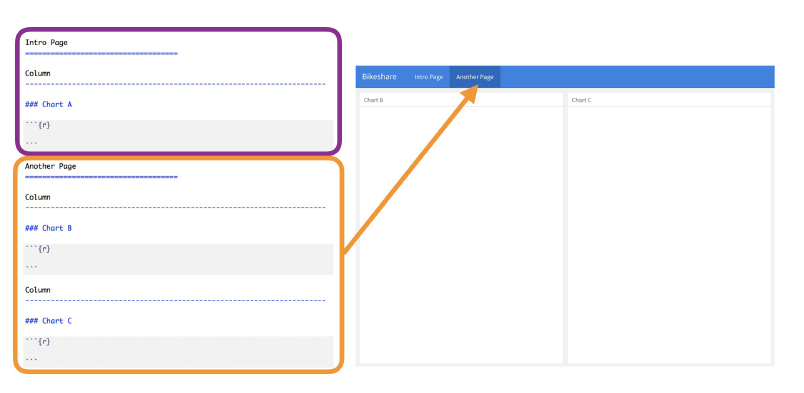 Intro Page
==================================
Column
-----------------------------------------------------------------------
### Chart A
```{r}
```
Another Page
==================================
Column
-----------------------------------------------------------------------
### Chart B
```{r}
```
Column
-----------------------------------------------------------------------
### Chart C
```{r}
```
Bikeshare Intro Page Another Page
Chart B Chart C